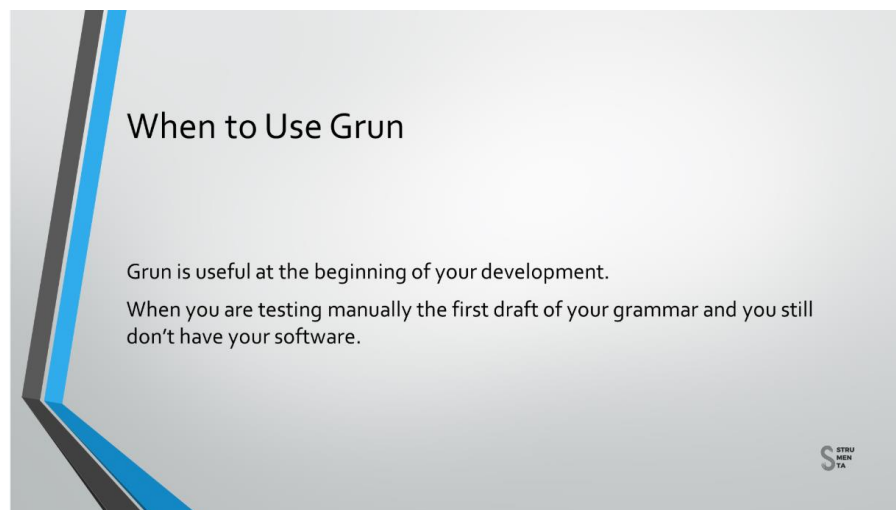 When to Use Grun
Grun is useful at the beginning of your development.
When you are testing manually the first draft of your grammar and you still
don’t have your software.
STRU
MEN
TA